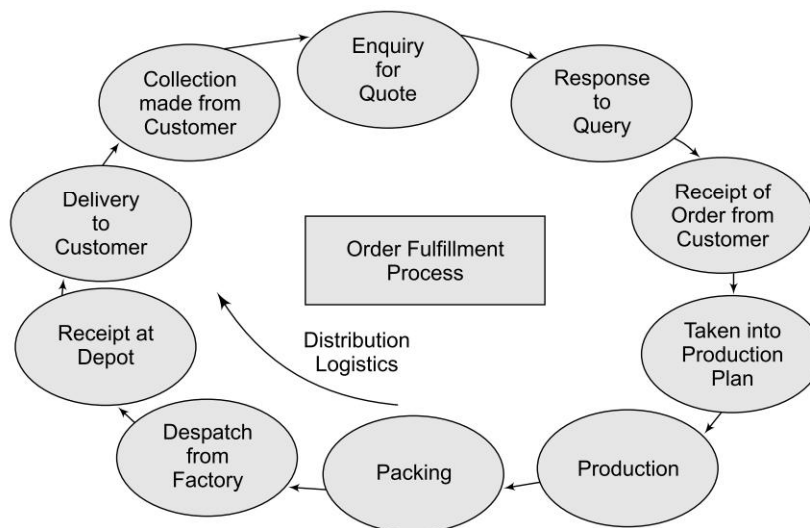 Enquiry
for
Quote
Response
to
Query
Receipt of
Order from
Customer
Taken into
Production
Plan
Production
Packing
Despatch
from
Factory
Receipt at
Depot
Delivery
to
Customer
Collection
made from
Customer
Order Fulfillment
Process
Distribution
Logistics